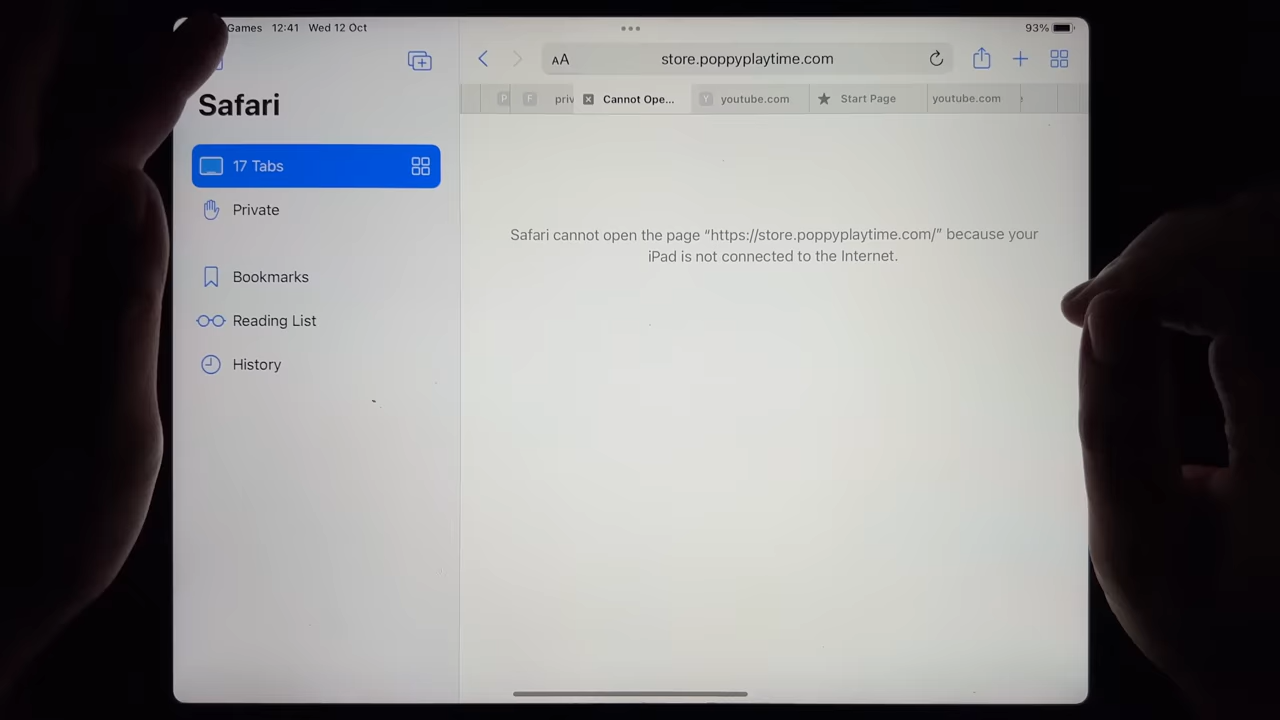 Games 12:41 Wed 12 Oct
93%
AA store.poppyplaytime.com
P F priv Cannot Ope... Y youtube.com Start Page youtube.com
Safari
17 Tabs
Private
Bookmarks
Reading List
History
Safari cannot open the page “https://store.poppyplaytime.com/” because your
iPad is not connected to the Internet.